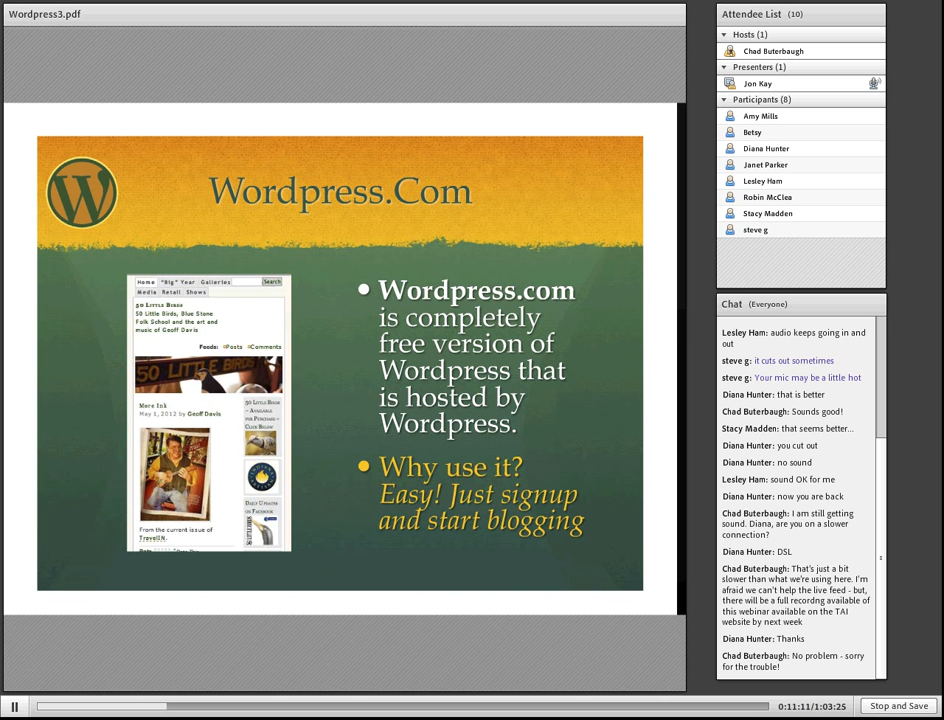 Wordpress3.pdf
W
Wordpress.Com
Home "Big" Year Galleries Search
Media Retail Shows
50 Little Birds
50 Little Birds, Blue Stone
Folk School and the art and
music of Geoff Davis
Feeds: Posts Comments
50 LITTLE BIRDS
More Ink
May 1, 2012 by Geoff Davis
50 Little Birds
– Available
for Purchase –
Click Below
Daily Updates
on Facebook
From the current issue of
TravelIN.
• Wordpress.com
is completely
free version of
Wordpress that
is hosted by
Wordpress.
• Why use it?
Easy! Just signup
and start blogging
Attendee List (10)
Hosts (1)
Chad Buterbaugh
Presenters (1)
Jon Kay
Participants (8)
Amy Mills
Betsy
Diana Hunter
Janet Parker
Lesley Ham
Robin McClea
Stacy Madden
steve g
Chat (Everyone)
Lesley Ham: audio keeps going in and
out
steve g: it cuts out sometimes
steve g: Your mic may be a little hot
Diana Hunter: that is better
Chad Buterbaugh: Sounds good!
Stacy Madden: that seems better...
Diana Hunter: you cut out
Diana Hunter: no sound
Lesley Ham: sound OK for me
Diana Hunter: now you are back
Chad Buterbaugh: I am still getting
sound. Diana, are you on a slower
connection?
Diana Hunter: DSL
Chad Buterbaugh: That's just a bit
slower than what we're using here. I'm
afraid we can't help the live feed - but,
there will be a full recordng available of
this webinar available on the TAI
website by next week
Diana Hunter: Thanks
Chad Buterbaugh: No problem - sorry
for the trouble!
0:11:11/1:03:25
Stop and Save